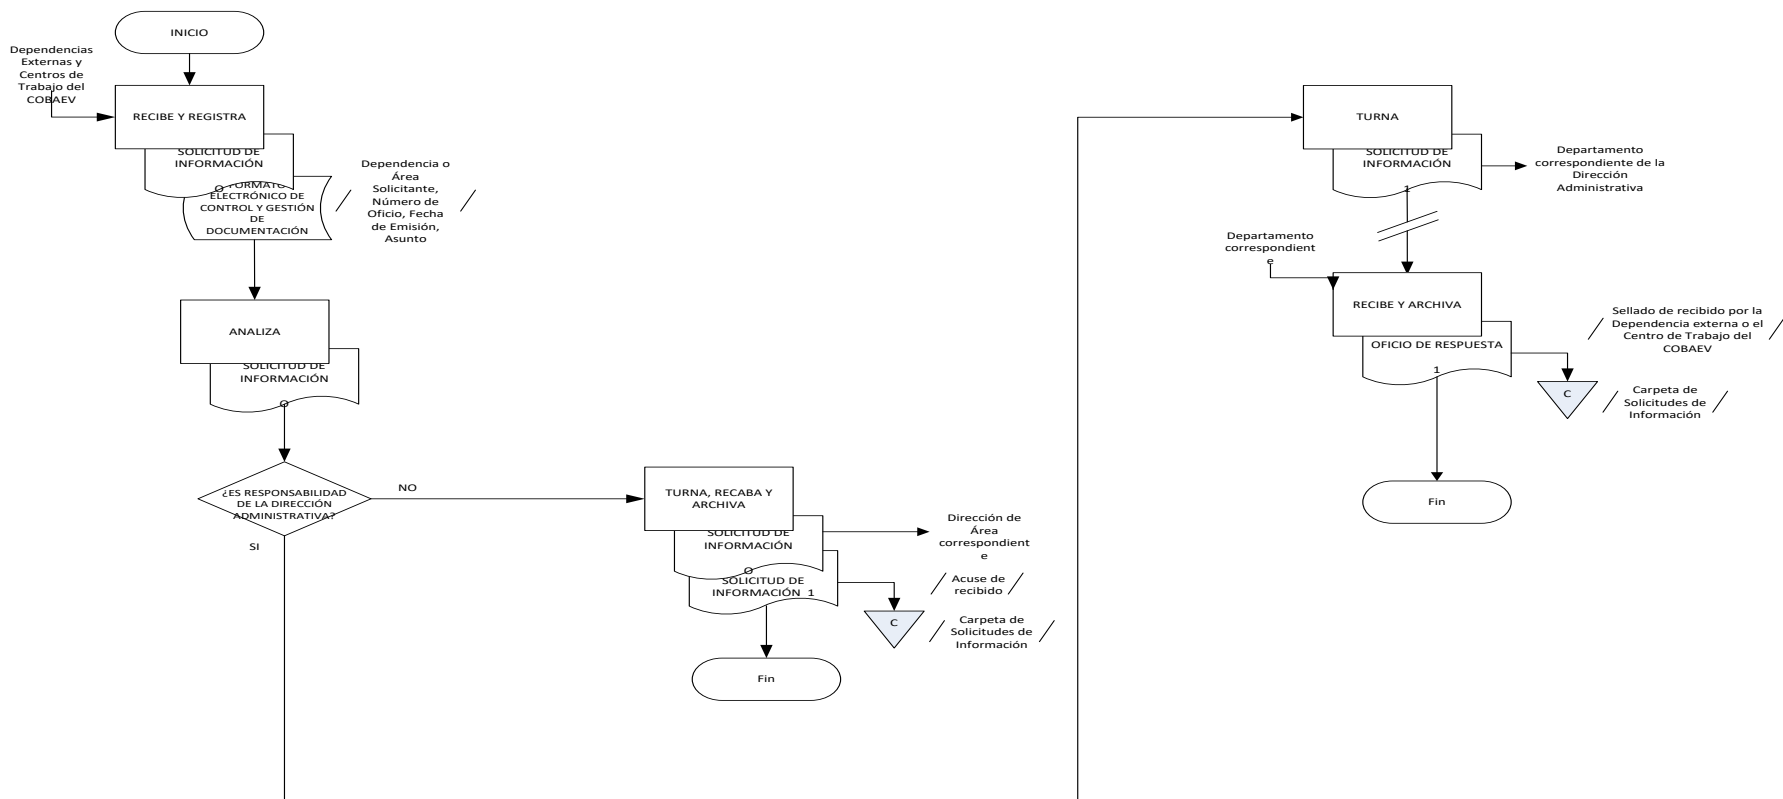 INICIO
Dependencias
Externas y
Centros de
Trabajo del
COBAEV
RECIBE Y REGISTRA
SOLICITUD DE
INFORMACIÓN
O
FORMATO
ELECTRÓNICO DE
CONTROL Y GESTIÓN
DE
DOCUMENTACIÓN
Dependencia o
Área
Solicitante,
Número de
Oficio, Fecha
de Emisión,
Asunto
ANALIZA
SOLICITUD DE
INFORMACIÓN
O
¿ES RESPONSABILIDAD
DE LA DIRECCIÓN
ADMINISTRATIVA?
NO
SI
TURNA, RECABA Y
ARCHIVA
SOLICITUD DE
INFORMACIÓN
O
SOLICITUD DE
INFORMACIÓN 1
Dirección de
Área
correspondient
e
Acuse de
recibido
C
Carpeta de
Solicitudes de
Información
Fin
TURNA
SOLICITUD DE
INFORMACIÓN
1
Departamento
correspondiente de la
Dirección
Administrativa
Departamento
correspondient
e
RECIBE Y ARCHIVA
OFICIO DE RESPUESTA
1
Sellado de recibido por la
Dependencia externa o el
Centro de Trabajo del
COBAEV
C
Carpeta de
Solicitudes de
Información
Fin